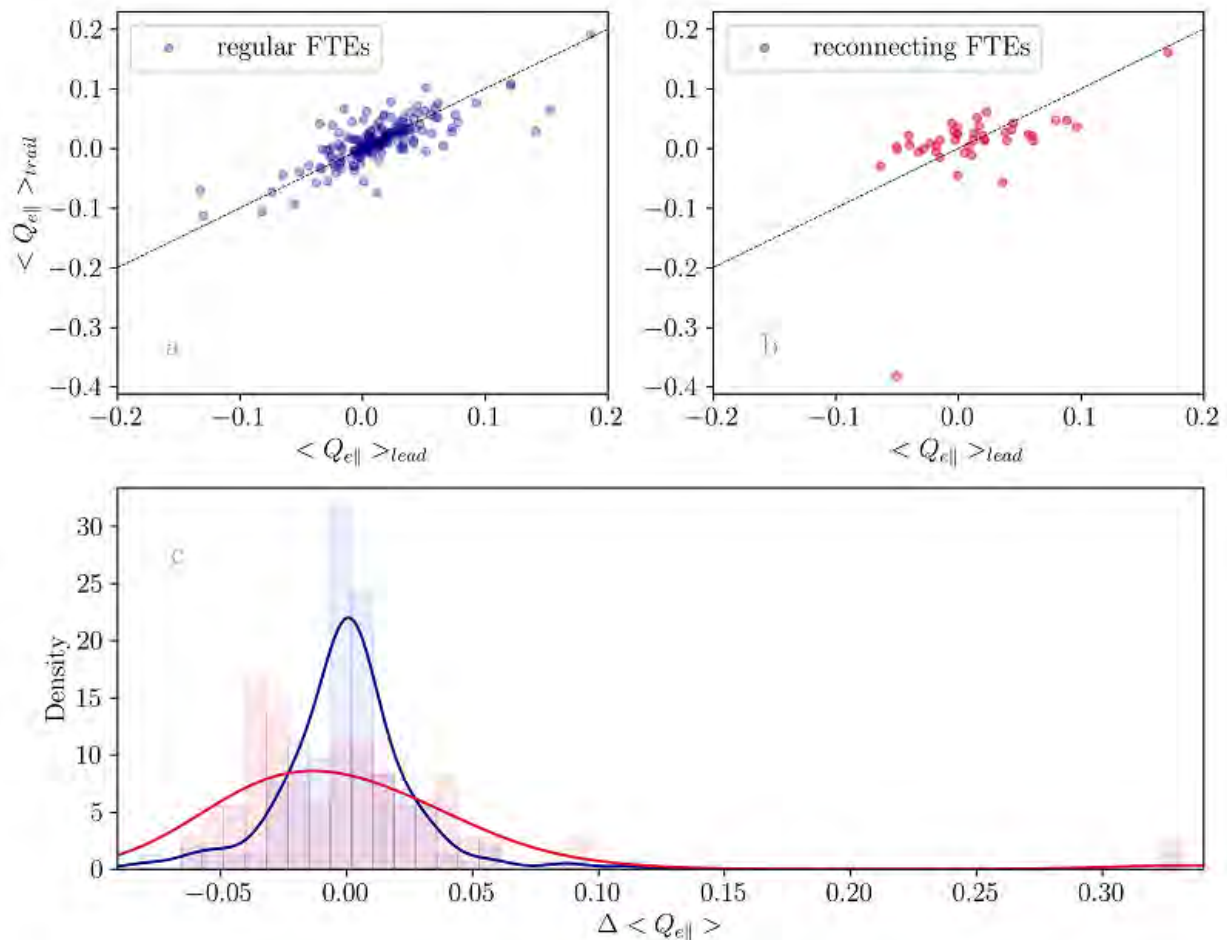 regular FTEs
0.2
0.1
0.0
−0.1
−0.2
−0.3
−0.4
< Q_{e∥} >_{trail}
a
−0.2 −0.1 0.0 0.1 0.2
< Q_{e∥} >_{lead}
reconnecting FTEs
0.2
0.1
0.0
−0.1
−0.2
−0.3
−0.4
b
−0.2 −0.1 0.0 0.1 0.2
< Q_{e∥} >_{lead}
c
30
25
20
15
10
5
0
Density
−0.05 0.00 0.05 0.10 0.15 0.20 0.25 0.30
Δ < Q_{e∥} >